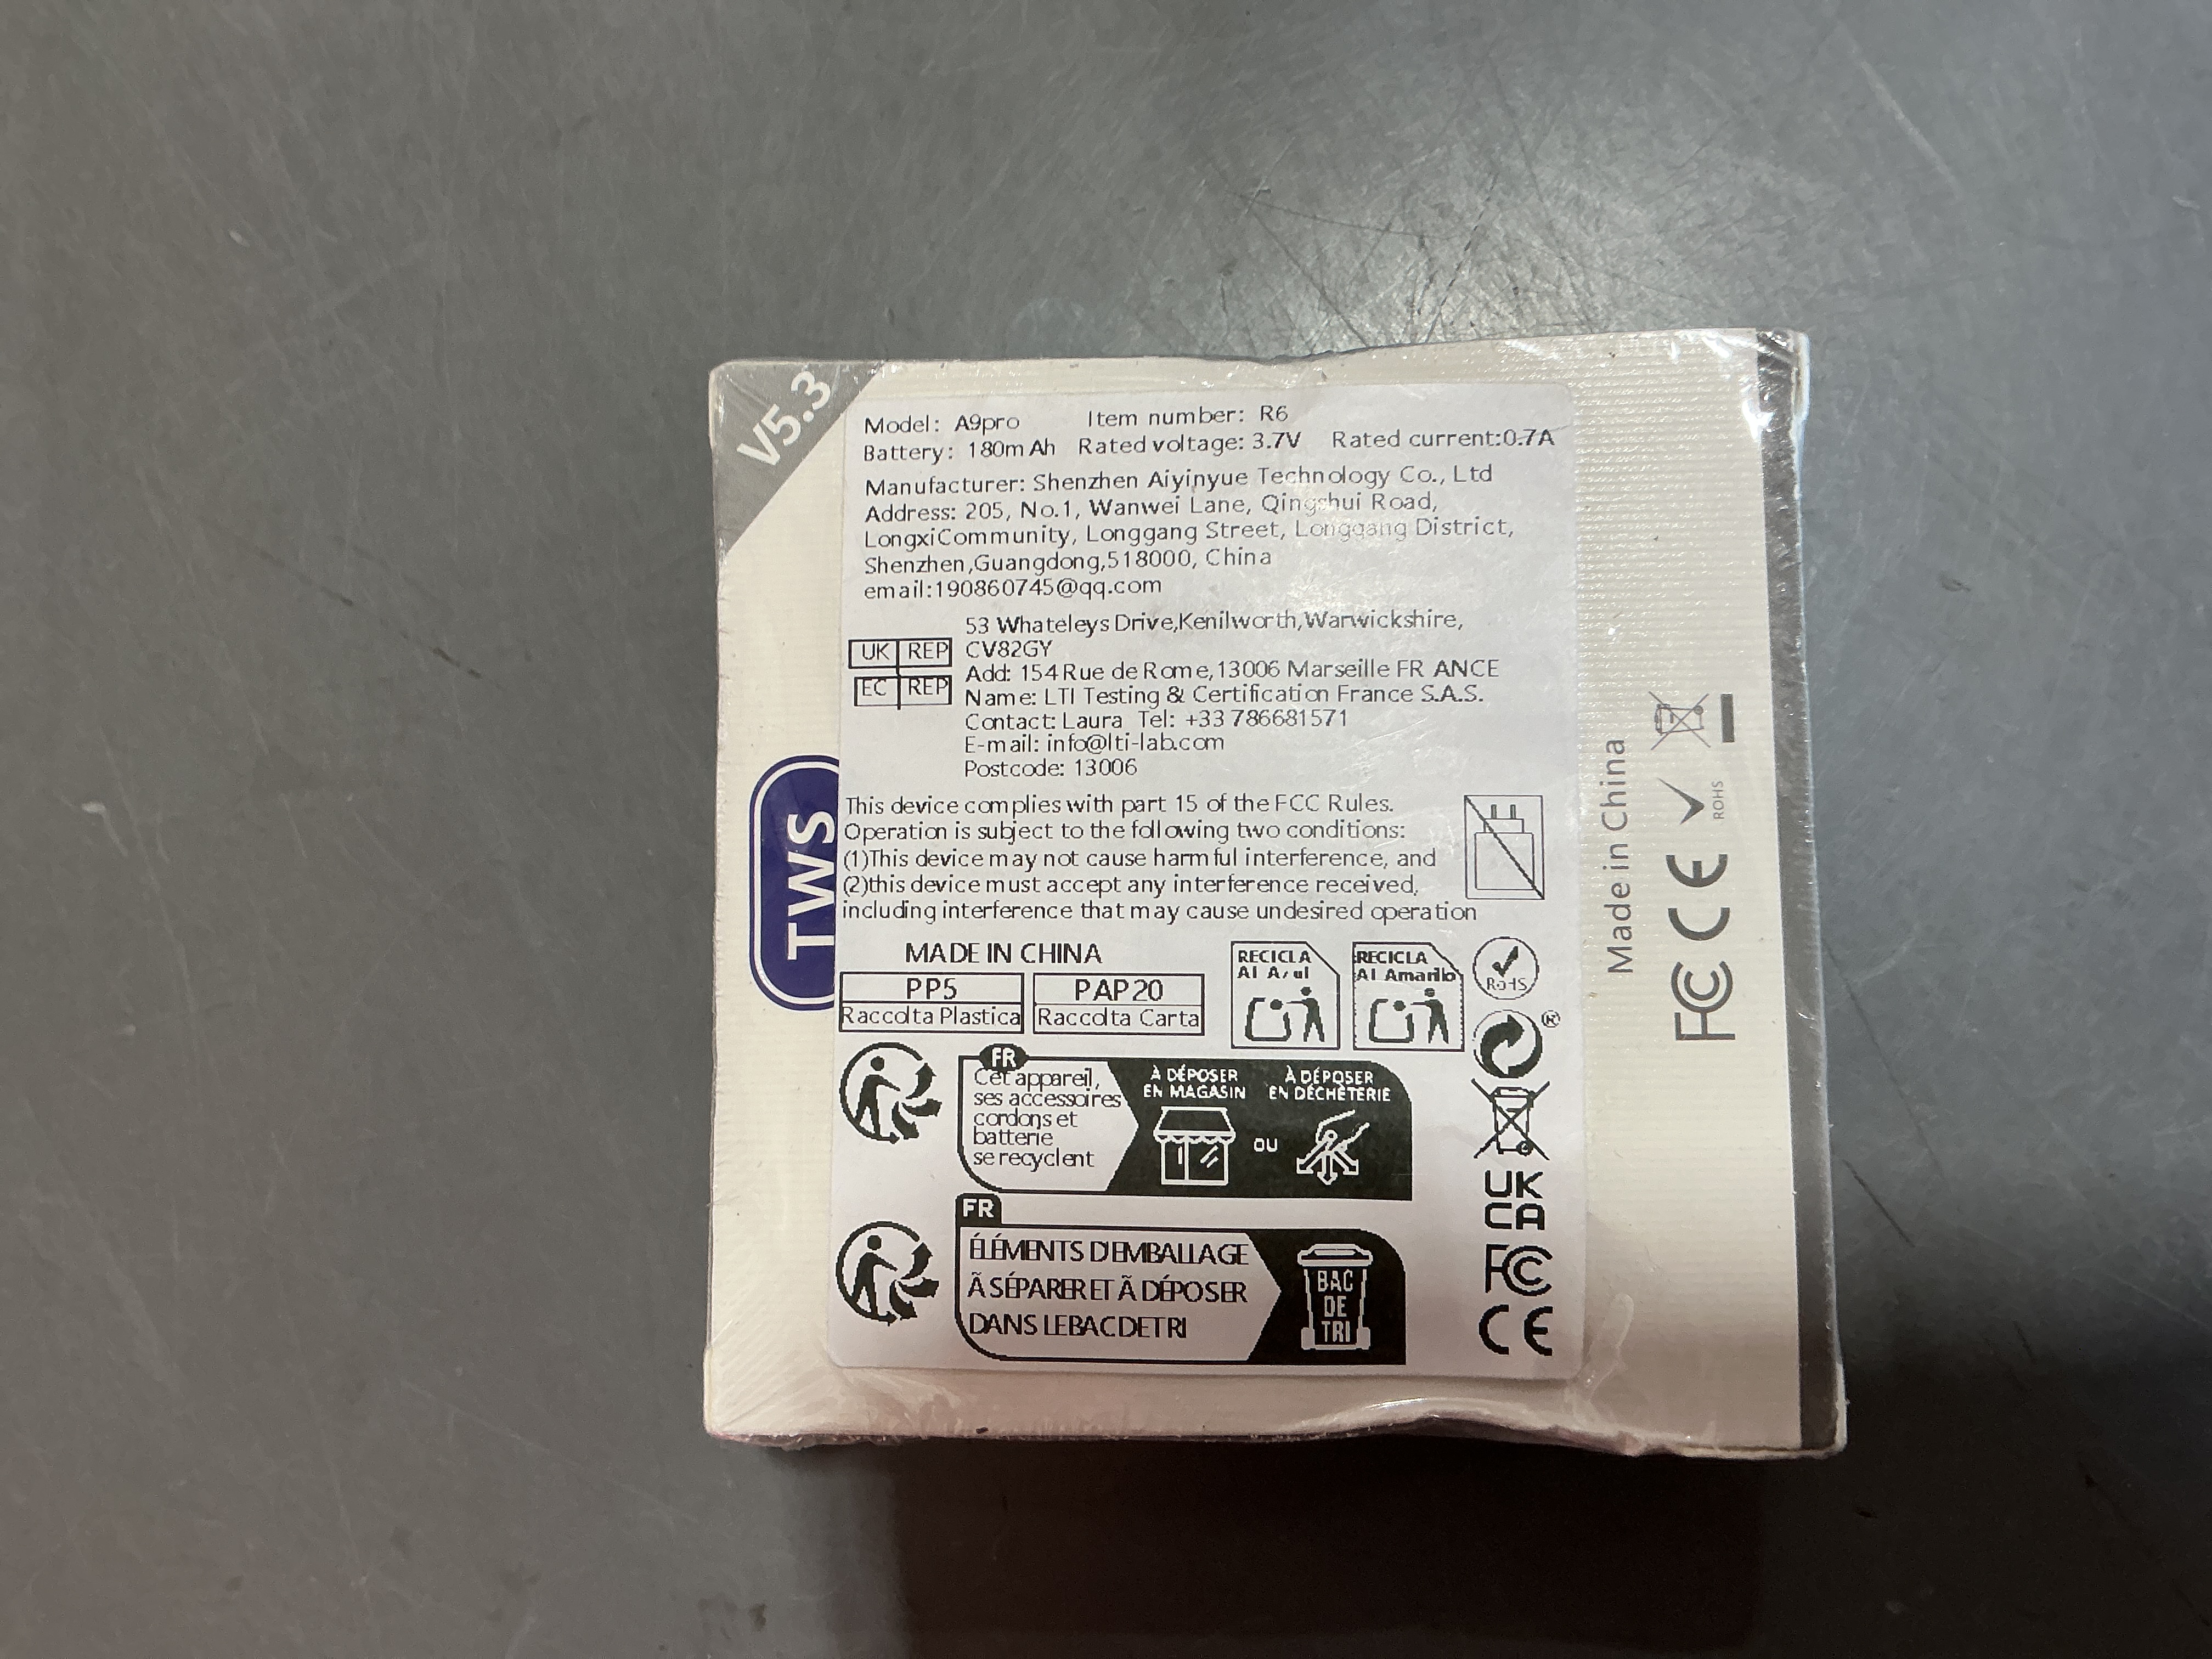 V5.3
Model: A9pro Item number: R6
Battery: 180mAh Rated voltage: 3.7V Rated current:0.7A
Manufacturer: Shenzhen Aiyinyue Technology Co., Ltd
Address: 205, No.1, Wanwei Lane, Qingshui Road,
LongxiCommunity, Longgang Street, Longgang District,
Shenzhen,Guangdong,518000, China
email:190860745@qq.com
53 Whateleys Drive,Kenilworth,Warwickshire,
UK REP CV82GY
Add: 154 Rue de Rome,13006 Marseille FR ANCE
EC REP Name: LTI Testing & Certification France S.A.S.
Contact: Laura Tel: +33 786681571
E-mail: info@lti-lab.com
Postcode: 13006
This device complies with part 15 of the FCC Rules.
Operation is subject to the following two conditions:
(1)This device may not cause harmful interference, and
(2)this device must accept any interference received,
including interference that may cause undesired operation
TWS
MADE IN CHINA
PP5
Raccolta Plastica
PAP20
Raccolta Carta
RECICLA
Al Azul
RECICLA
Al Amarillo
RoHS
®
FR
Cet appareil,
ses accessoires
cordons et
batterie
se recyclent
À DÉPOSER
EN MAGASIN
OU
À DÉPOSER
EN DÉCHÈTERIE
FR
ÉLÉMENTS D'EMBALLAGE
Ã SÉPARER ET Ã DÉPOSER
DANS LE BAC DE TRI
BAC
DE
TRI
UK
CA
FC
CE
Made in China
FC CE ROHS